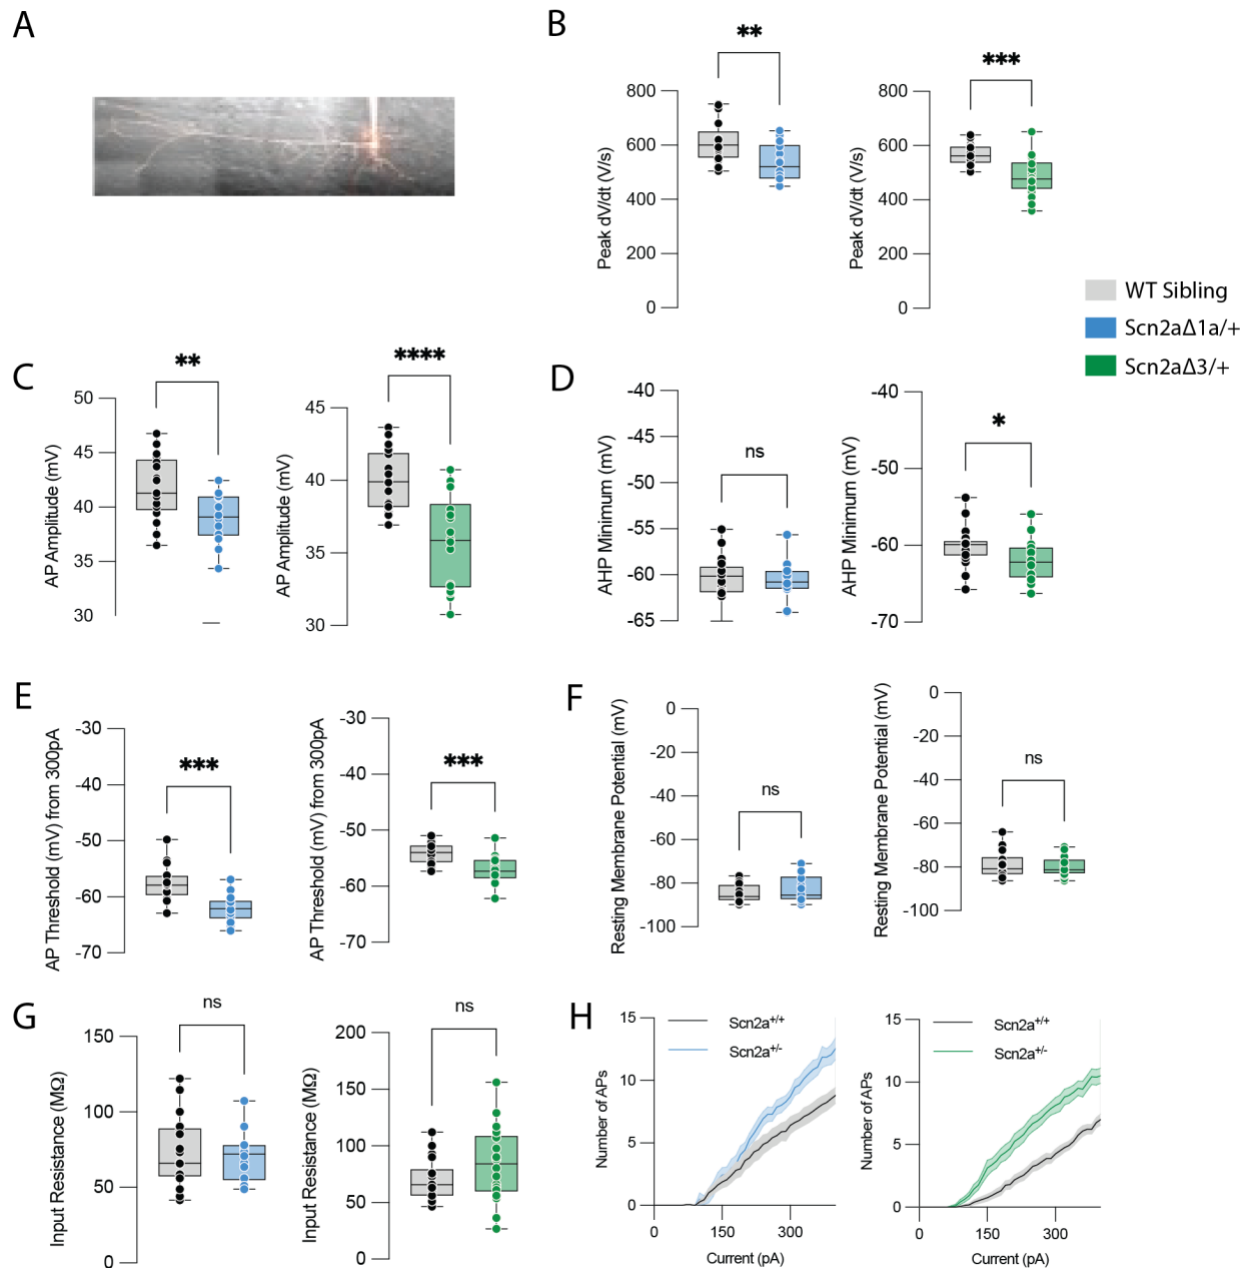 A
B
**
***
800
600
400
200
0
Peak dV/dt (V/s)
800
600
400
200
0
Peak dV/dt (V/s)
WT Sibling
Scn2aΔ1a/+
Scn2aΔ3/+
C
**
****
50
45
40
35
30
AP Amplitude (mV)
45
40
35
30
AP Amplitude (mV)
D
ns
*
-40
-45
-50
-55
-60
-65
AHP Minimum (mV)
-40
-50
-60
-70
AHP Minimum (mV)
E
***
***
-30
-40
-50
-60
-70
AP Threshold (mV) from 300pA
-30
-40
-50
-60
-70
AP Threshold (mV) from 300pA
F
ns
ns
0
-20
-40
-60
-80
-100
Resting Membrane Potential (mV)
0
-20
-40
-60
-80
-100
Resting Membrane Potential (mV)
G
ns
ns
150
100
50
0
Input Resistance (MΩ)
200
150
100
50
0
Input Resistance (MΩ)
H
15
10
5
0
Number of APs
Scn2a+/+
Scn2a+/-
0 150 300
Current (pA)
15
10
5
0
Number of APs
Scn2a+/+
Scn2a+/-
0 150 300
Current (pA)